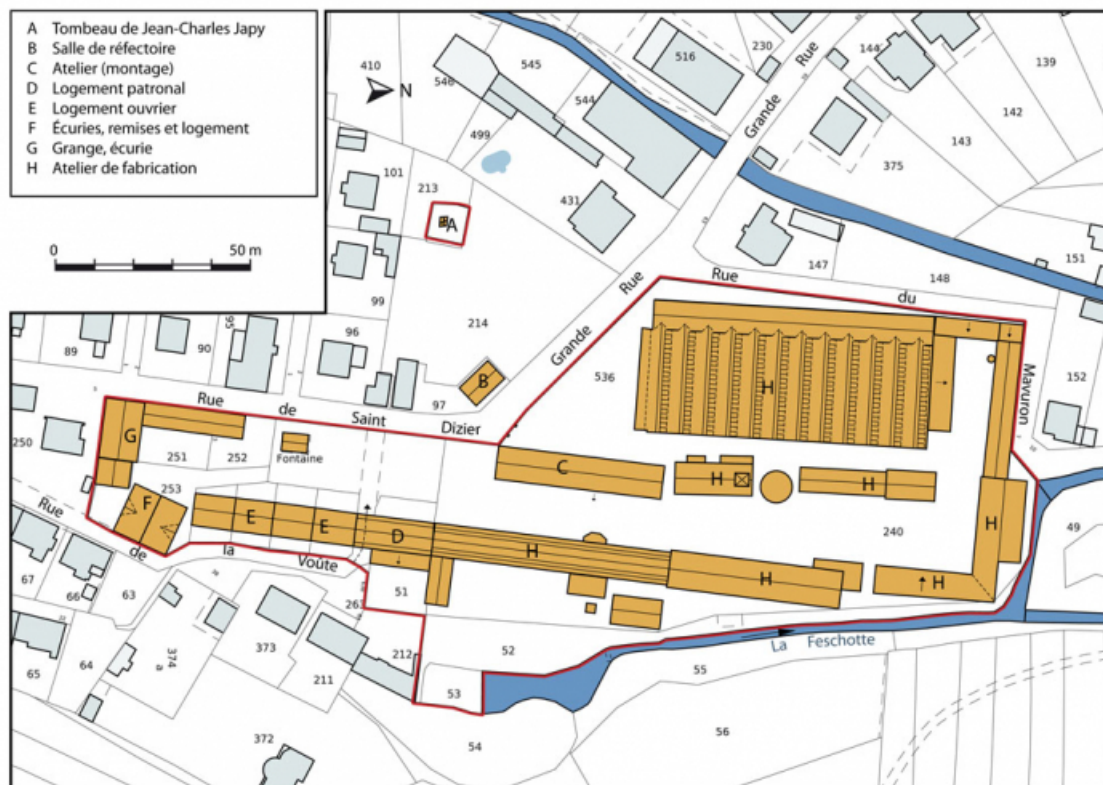 A Tombeau de Jean-Charles Japy
B Salle de réfectoire
C Atelier (montage)
D Logement patronal
E Logement ouvrier
F Écuries, remises et logement
G Grange, écurie
H Atelier de fabrication
0 50 m
N
410
546
545
544
499
516
230
Rue
Grande
144
139
142
143
375
101
213
A
431
147
148
151
Rue
Rue du
Mavuron
99
214
Grande
536
H
152
89
90
95
96
97
B
Rue de Saint Dizier
250
G
251
252
Fontaine
253
F
C
H
H
240
H
49
E
E
D
H
H
H
Rue de la Voûte
67
66
63
51
263
52
La Feschotte
55
65
64
374
a
373
211
212
53
54
56
372